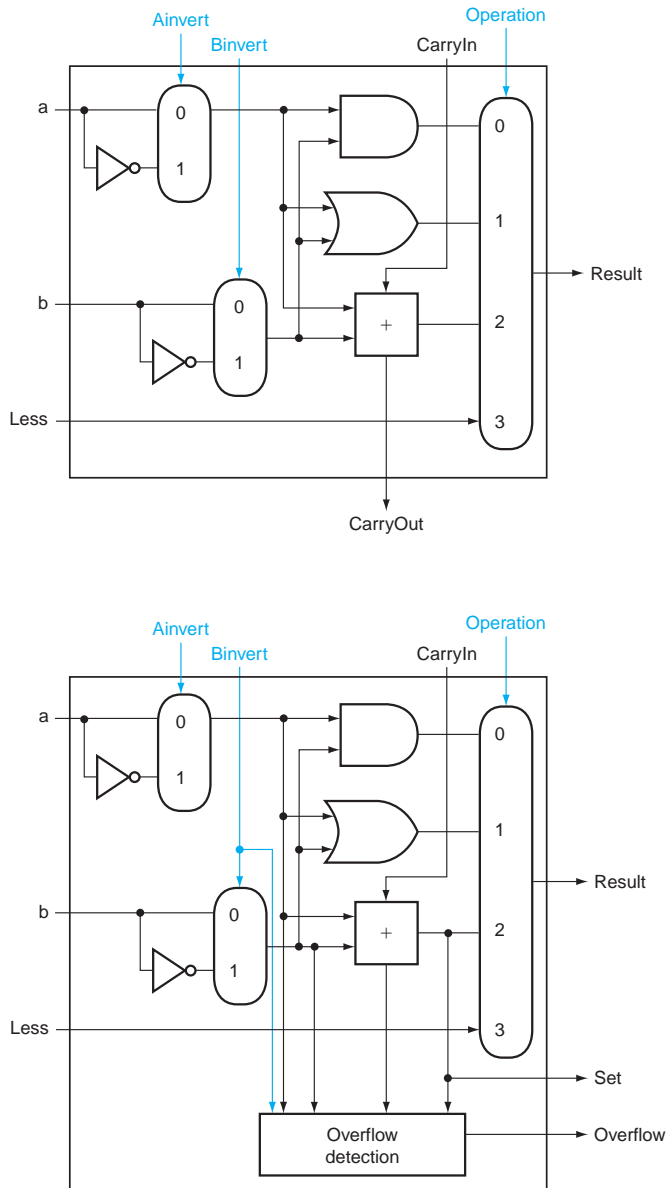 Ainvert
Operation
Binvert
CarryIn
a
0
0
1
1
b
0
2
+
1
Result
Less
3
CarryOut
Ainvert
Operation
Binvert
CarryIn
a
0
0
1
1
b
0
2
+
1
Result
Less
3
Set
Overflow
detection
Overflow